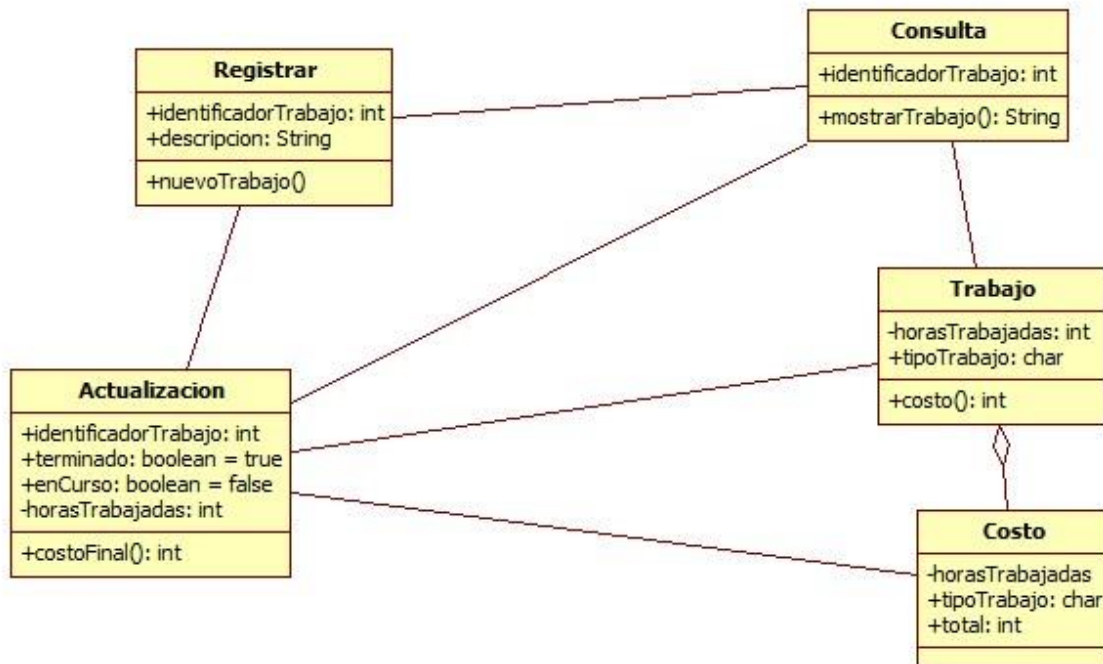 Consulta
+identificadorTrabajo: int
+mostrarTrabajo(): String
Registrar
+identificadorTrabajo: int
+descripcion: String
+nuevoTrabajo()
Trabajo
-horasTrabajadas: int
+tipoTrabajo: char
+costo(): int
Actualizacion
+identificadorTrabajo: int
+terminado: boolean = true
+enCurso: boolean = false
-horasTrabajadas: int
+costoFinal(): int
Costo
-horasTrabajadas
+tipoTrabajo: char
+total: int